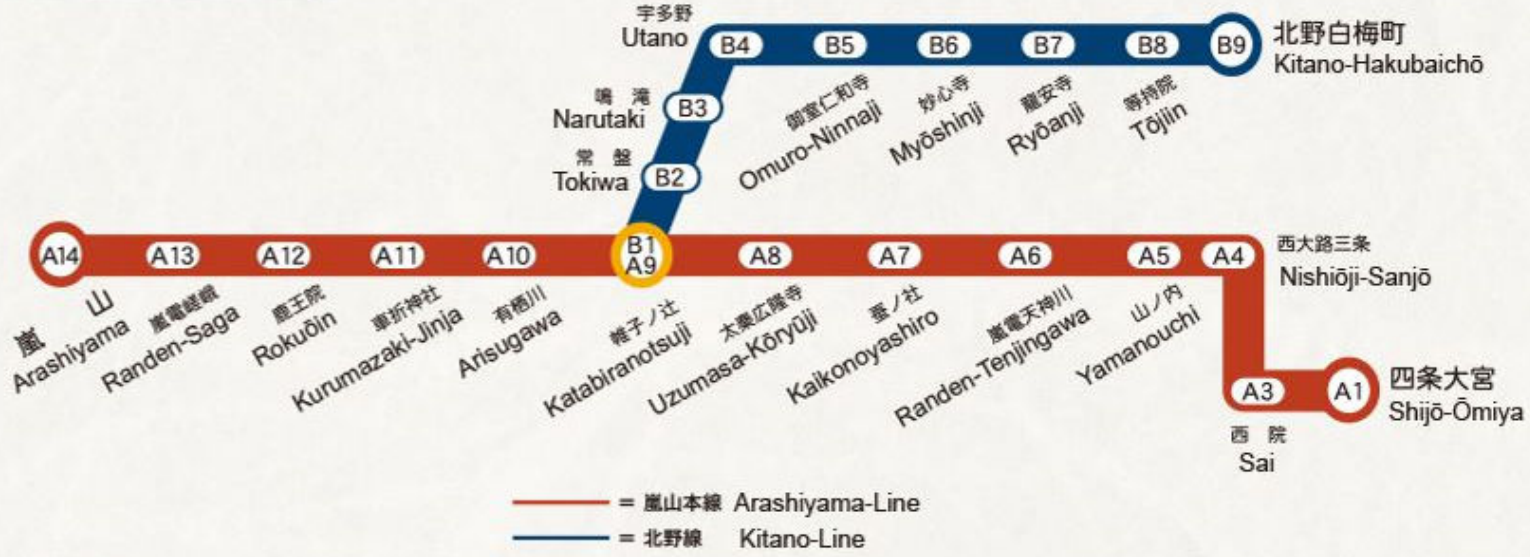 宇多野
Utano
B4
B5
B6
B7
B8
B9
北野白梅町
Kitano-Hakubaichō
御室仁和寺
Omuro-Ninnaji
妙心寺
Myōshinji
龍安寺
Ryōanji
等持院
Tōjiin
鳴滝
Narutaki
B3
常盤
Tokiwa
B2
A14
A13
A12
A11
A10
B1
A9
A8
A7
A6
A5
A4
西大路三条
Nishiōji-Sanjō
嵐山
Arashiyama
嵐電嵯峨
Randen-Saga
鹿王院
Rokuōin
車折神社
Kurumazaki-Jinja
有栖川
Arisugawa
帷子ノ辻
Katabiranotsuji
太秦広隆寺
Uzumasa-Kōryūji
蚕ノ社
Kaikonoyashiro
嵐電天神川
Randen-Tenjingawa
山ノ内
Yamanouchi
A3
A1
四条大宮
Shijō-Ōmiya
西院
Sai
= 嵐山本線 Arashiyama-Line
= 北野線 Kitano-Line